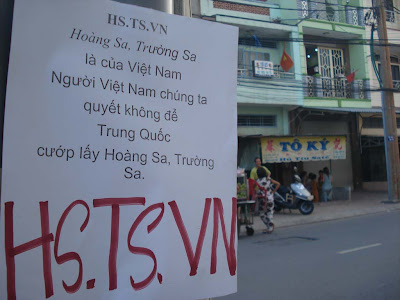 HS.TS.VN
Hoàng Sa, Trường Sa
là của Việt Nam
Người Việt Nam chúng ta
quyết không để
Trung Quốc
cướp lấy Hoàng Sa, Trường
Sa.
HS.TS.VN
TÔ KÝ